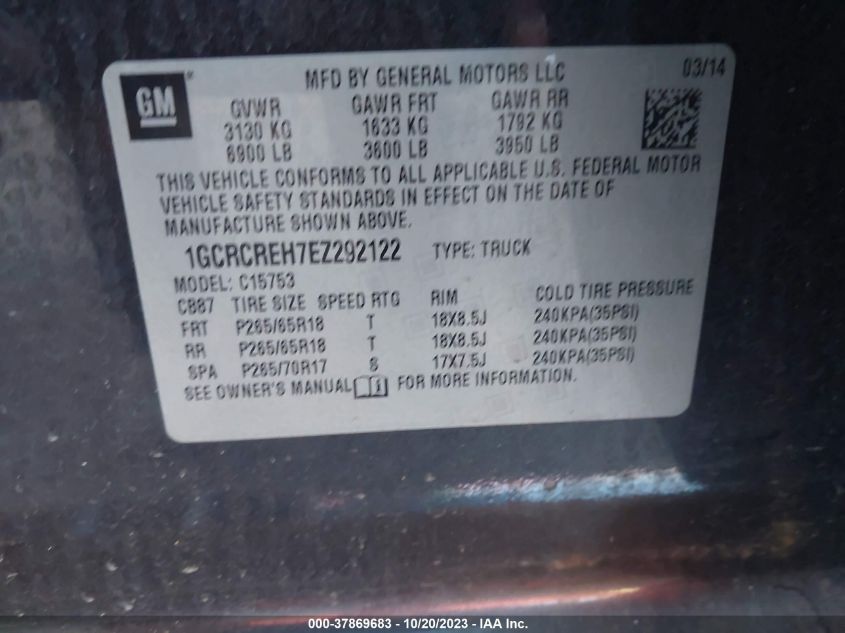 GM
MFD BY GENERAL MOTORS LLC 03/14
GVWR GAWR FRT GAWR RR
3130 KG 1633 KG 1792 KG
6900 LB 3600 LB 3950 LB
THIS VEHICLE CONFORMS TO ALL APPLICABLE U.S. FEDERAL MOTOR
VEHICLE SAFETY STANDARDS IN EFFECT ON THE DATE OF
MANUFACTURE SHOWN ABOVE.
1GCRCREH7EZ292122 TYPE: TRUCK
MODEL: C15753
C887 TIRE SIZE SPEED RTG RIM COLD TIRE PRESSURE
FRT P265/65R18 T 18X8.5J 240KPA(35PSI)
RR P265/65R18 T 18X8.5J 240KPA(35PSI)
SPA P265/70R17 S 17X7.5J 240KPA(35PSI)
SEE OWNER'S MANUAL FOR MORE INFORMATION.
000-37869683 - 10/20/2023 - IAA Inc.